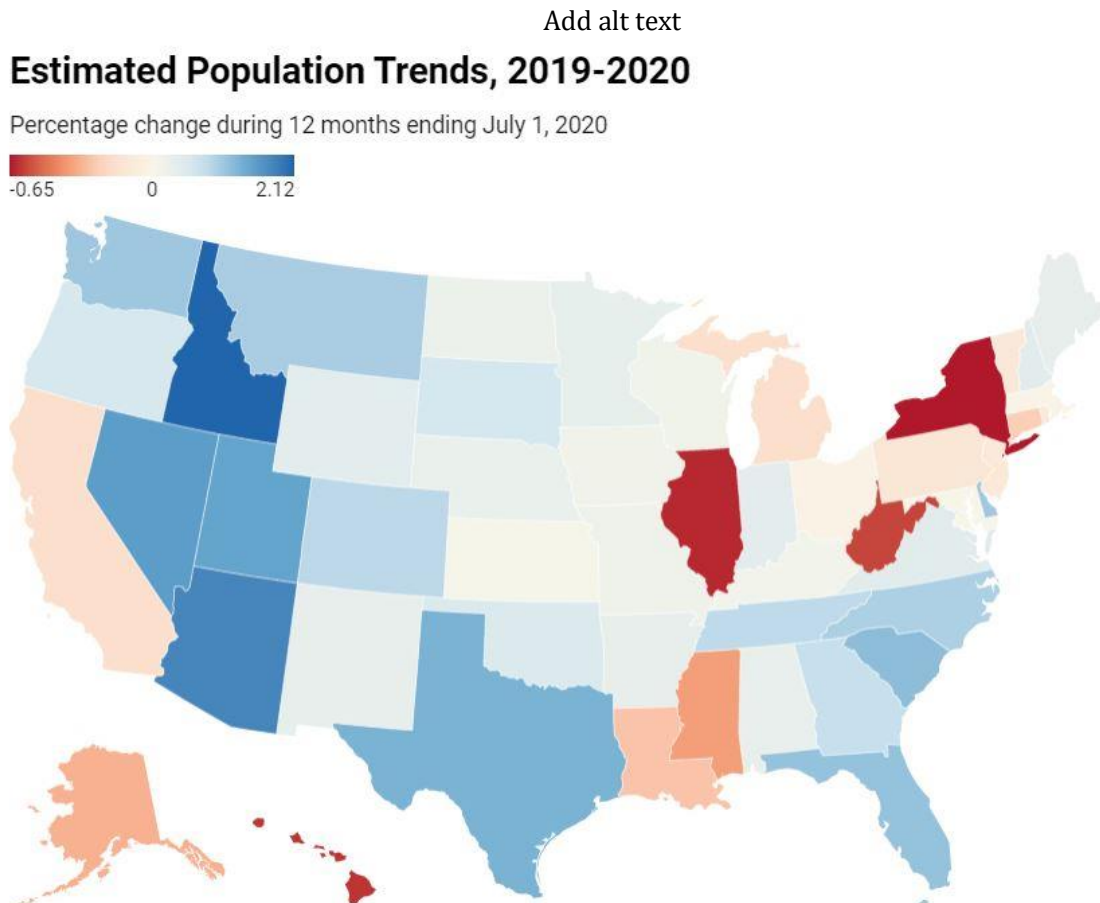 Add alt text
Estimated Population Trends, 2019-2020
Percentage change during 12 months ending July 1, 2020
-0.65 0 2.12